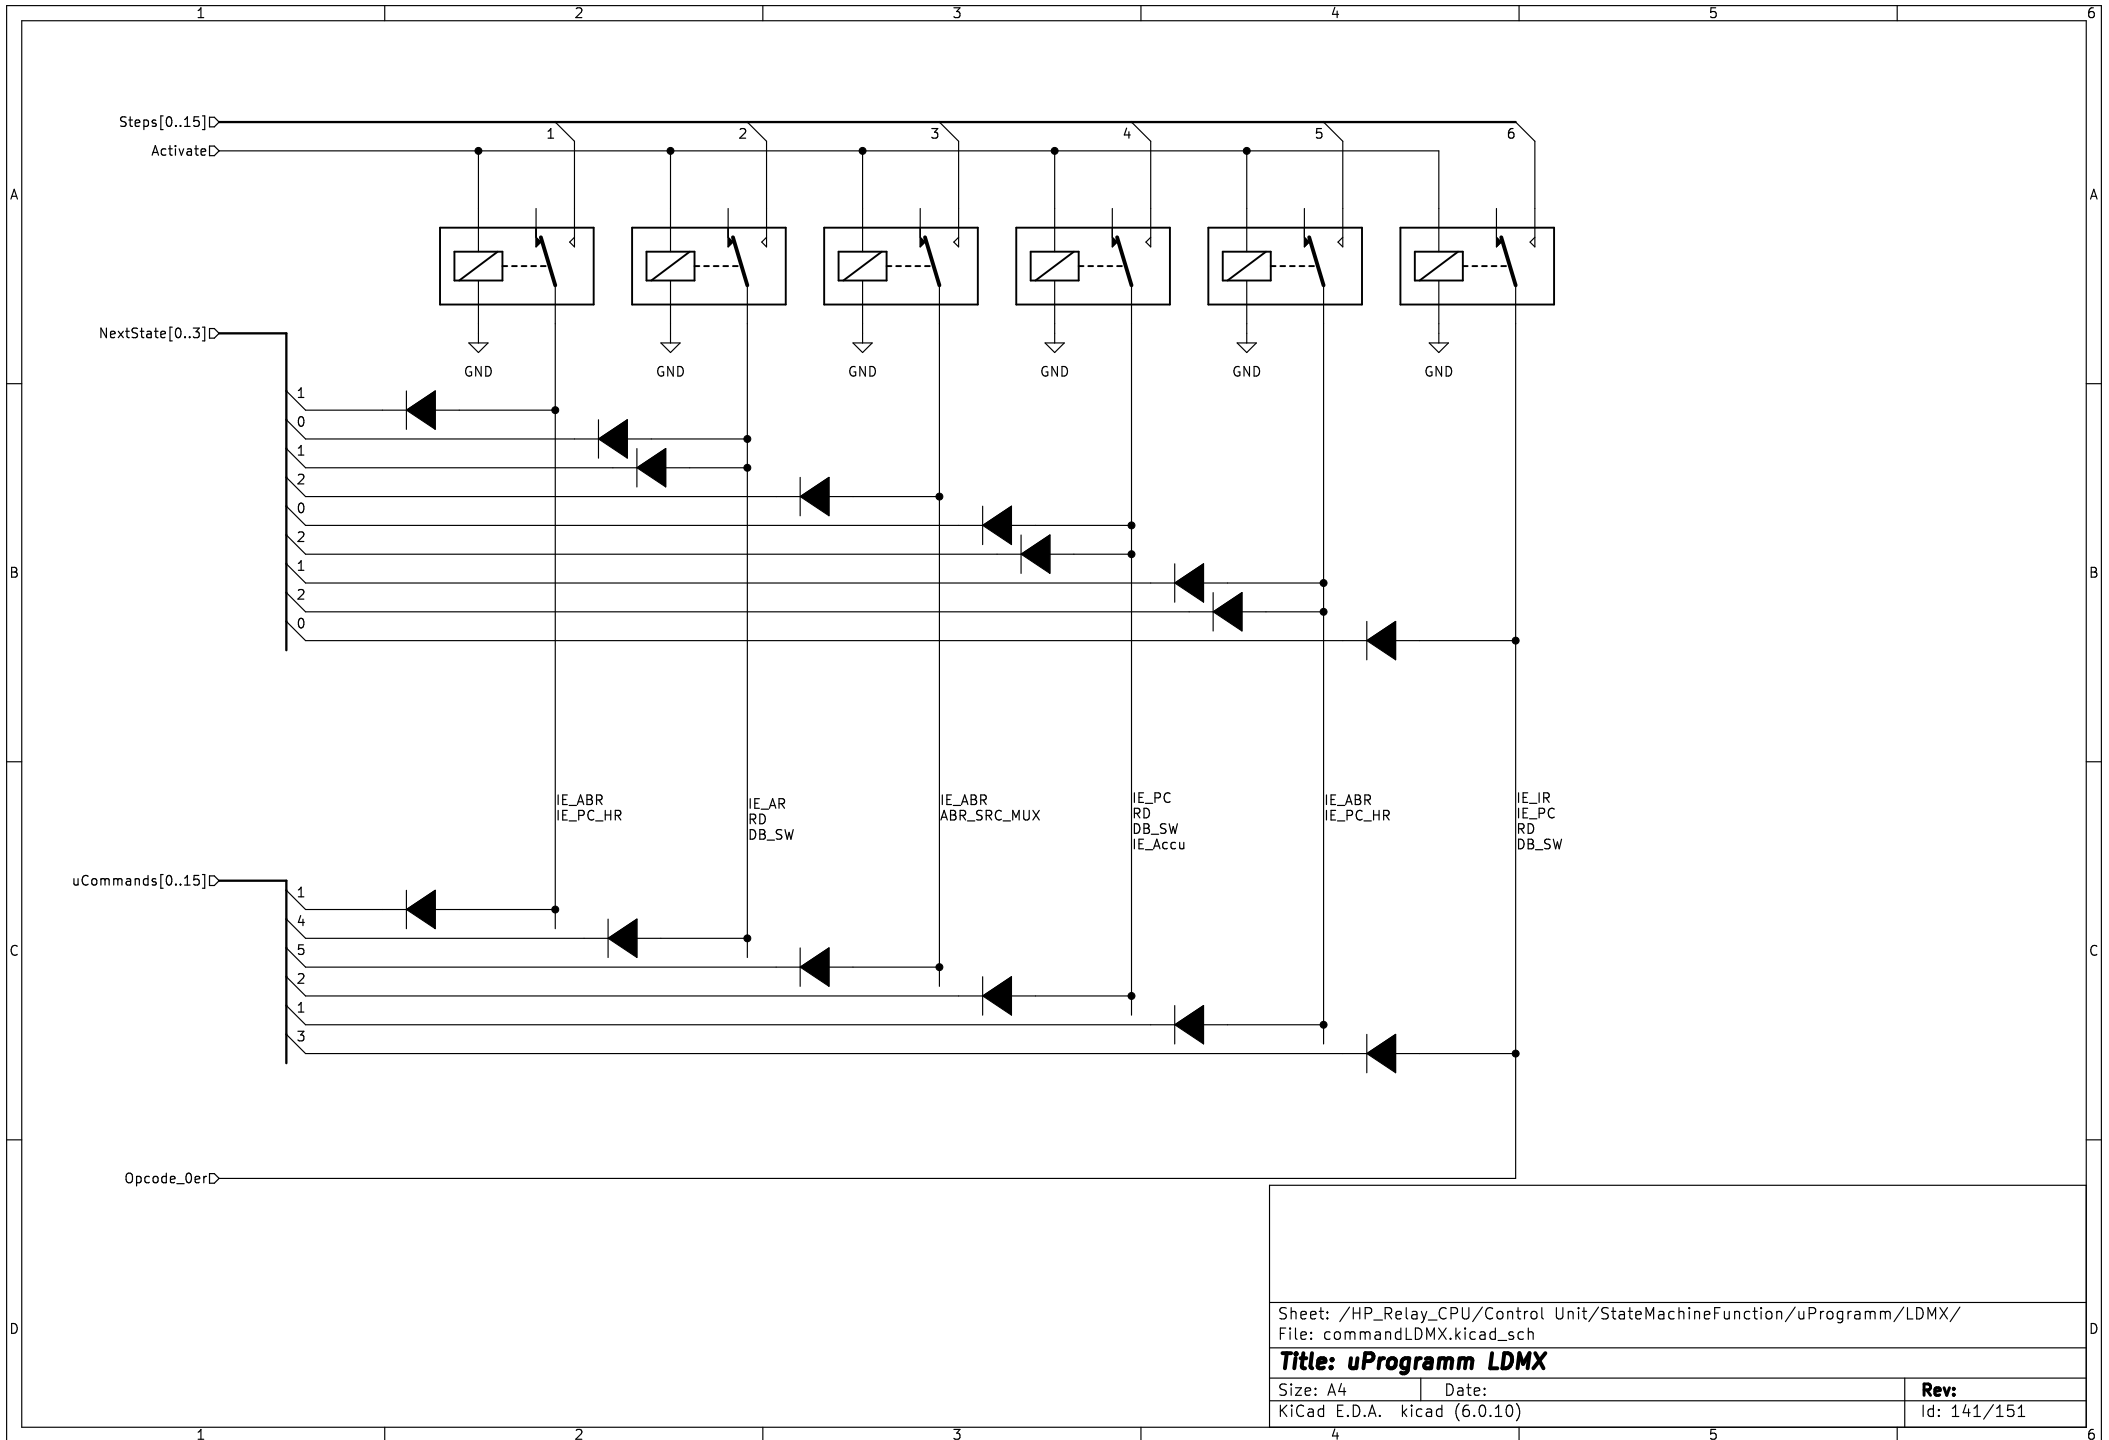 1 2 3 4 5 6
Steps[0..15]
1 2 3 4 5 6
Activate
A A
NextState[0..3]
GND GND GND GND GND GND
1
0
1
2
0
2
B B
1
2
0
IE_ABR
IE_PC_HR
IE_AR
RD
DB_SW
IE_ABR
ABR_SRC_MUX
IE_PC
RD
DB_SW
IE_Accu
IE_ABR
IE_PC_HR
IE_IR
IE_PC
RD
DB_SW
uCommands[0..15]
1
4
5
C C
2
1
3
Opcode_0er
Sheet: /HP_Relay_CPU/Control Unit/StateMachineFunction/uProgramm/LDMX/
D D
File: commandLDMX.kicad_sch
Title: uProgramm LDMX
Size: A4 Date: Rev:
KiCad E.D.A. kicad (6.0.10) Id: 141/151
1 2 3 4 5 6